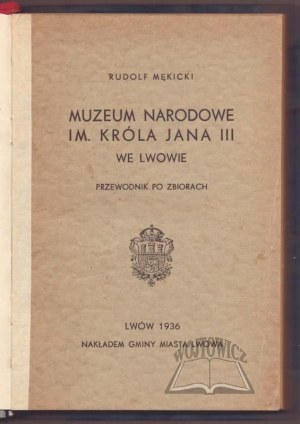 RUDOLF MĘKICKI
MUZEUM NARODOWE
IM. KRÓLA JANA III
WE LWOWIE
PRZEWODNIK PO ZBIORACH
LWÓW 1936
NAKŁADEM GMINY MIASTA LWOWA
WÓJTOWICZ